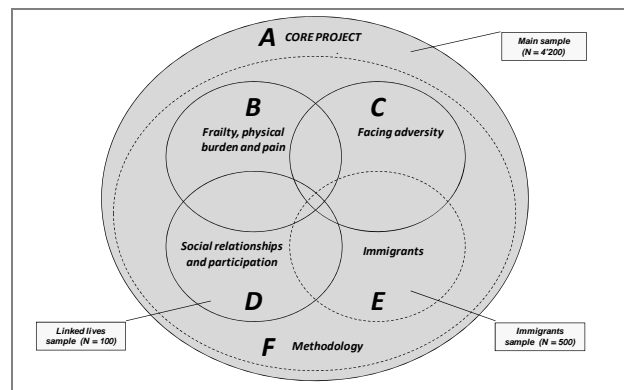 A CORE PROJECT
Main sample
(N = 4'200)
B
Frailty, physical
burden and pain
C
Facing adversity
Social relationships
and participation
D
Immigrants
E
Linked lives
sample (N = 100)
Immigrants
sample (N = 500)
F Methodology